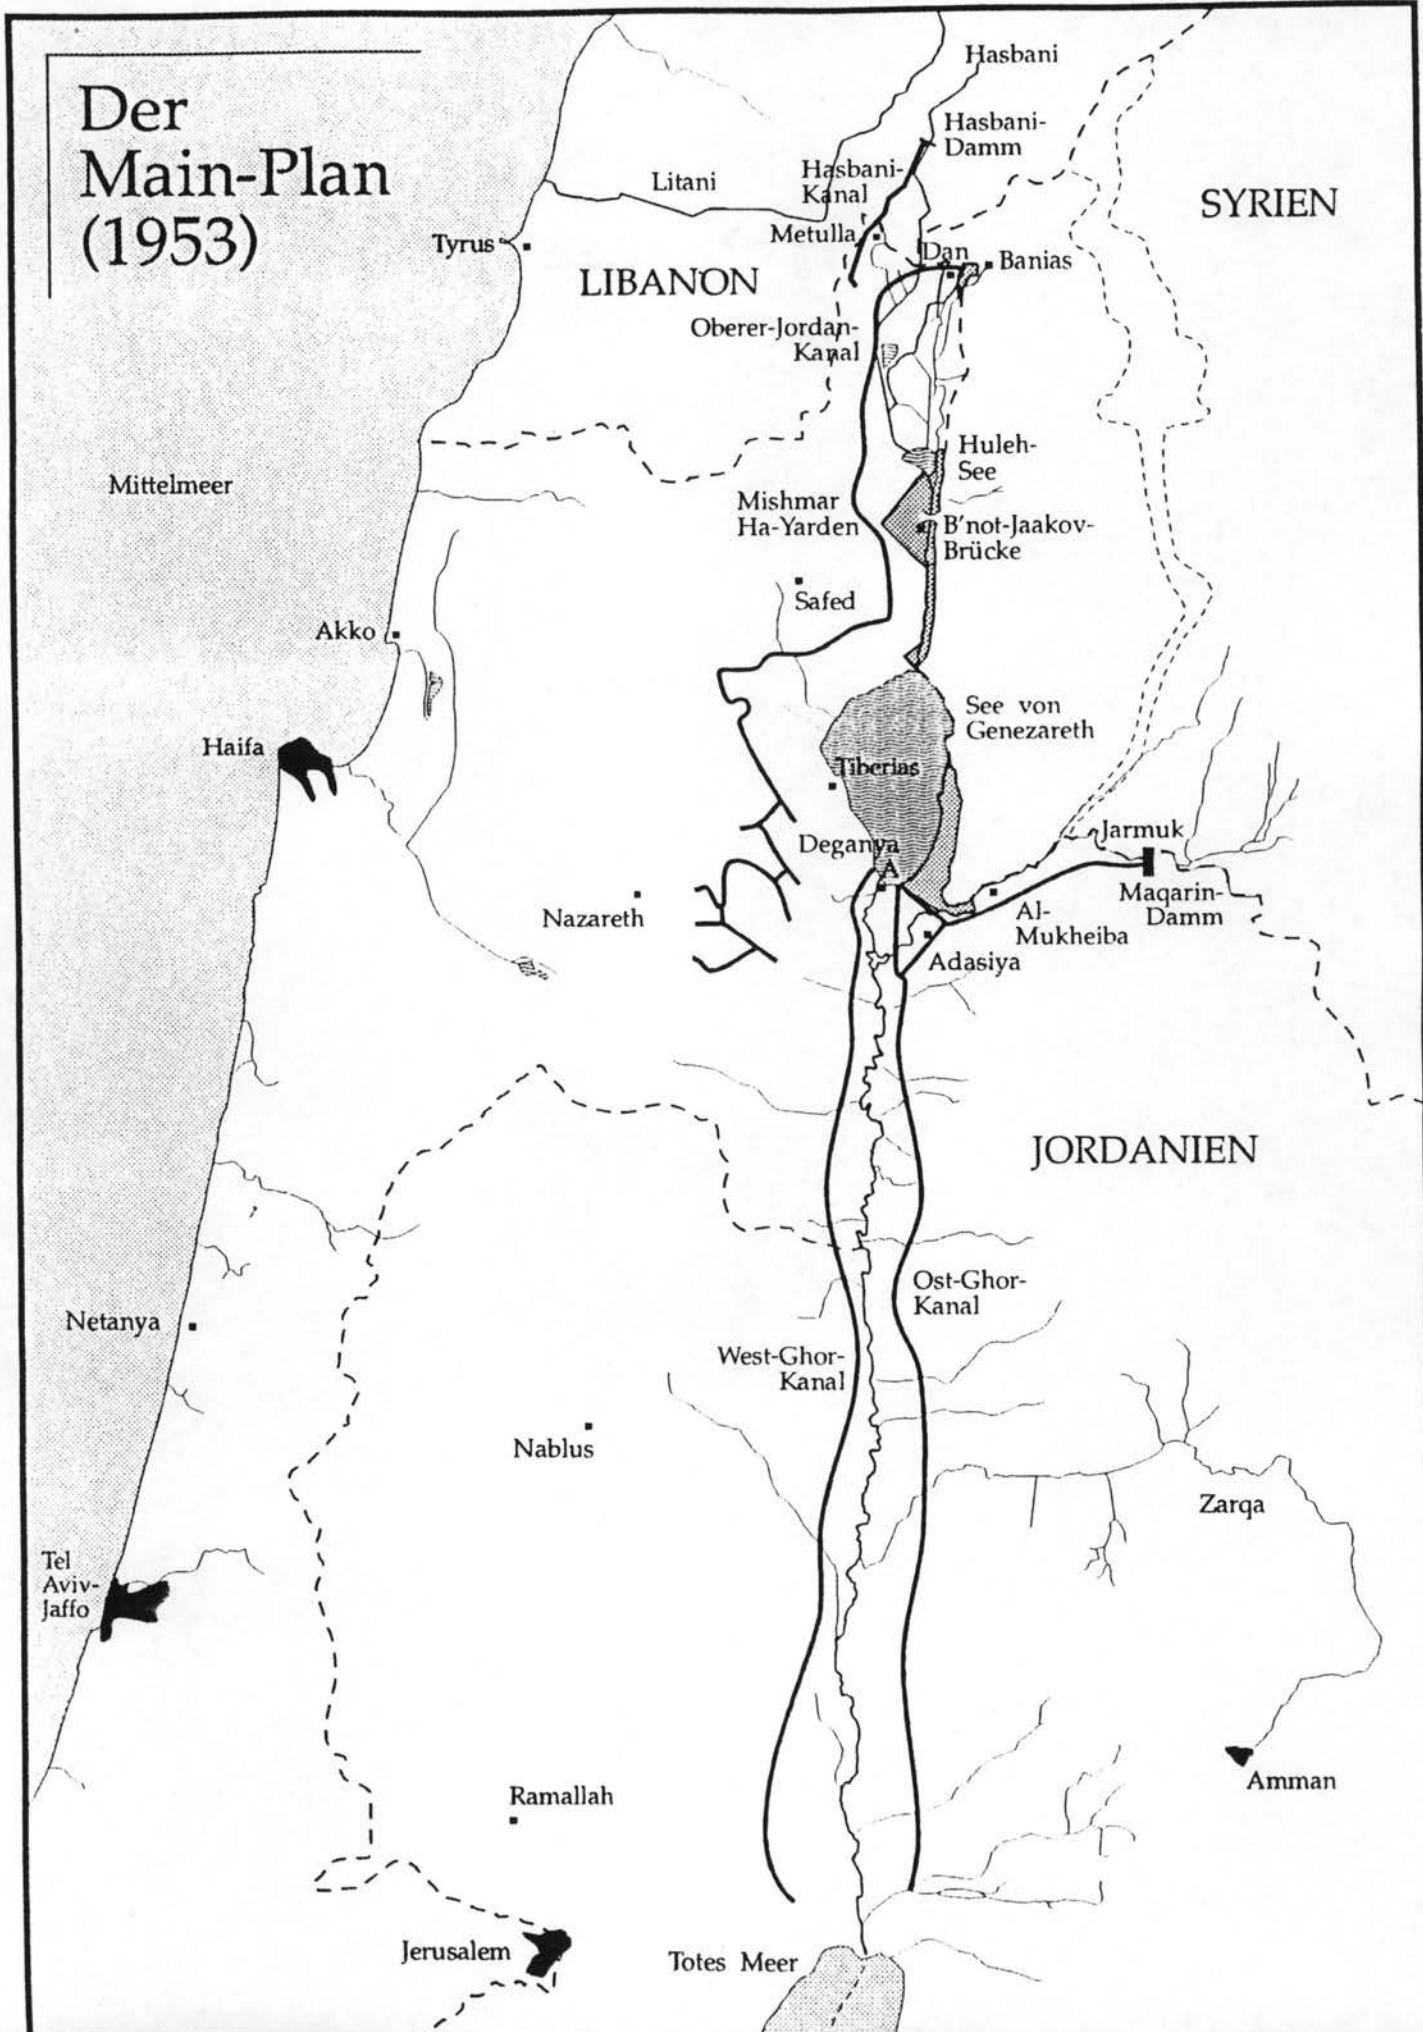 Der
Main-Plan
(1953)
Hasbani
Hasbani-
Damm
Hasbani-
Kanal
Litani
SYRIEN
Metulla
Tyrus
Dan
Banias
LIBANON
Oberer-Jordan-
Kanal
Huleh-
See
Mittelmeer
Mishmar
Ha-Yarden
B'not-Jaakov-
Brücke
Safed
Akko
See von
Genezareth
Haifa
Tiberias
Jarmuk
Deganya
A
Maqarin-
Damm
Nazareth
Al-
Mukheiba
Adasiya
JORDANIEN
Ost-Ghor-
Kanal
Netanya
West-Ghor-
Kanal
Nablus
Zarqa
Tel
Aviv-
Jaffo
Amman
Ramallah
Jerusalem
Totes Meer